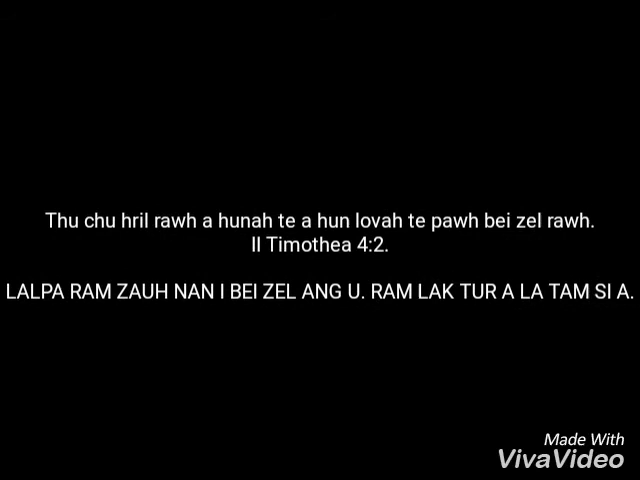 Thu chu hril rawh a hunah te a hun lovah te pawh bei zel rawh.
II Timothea 4:2.
LALPA RAM ZAUH NAN I BEI ZEL ANG U. RAM LAK TUR A LA TAM SI A.
Made With
VivaVideo